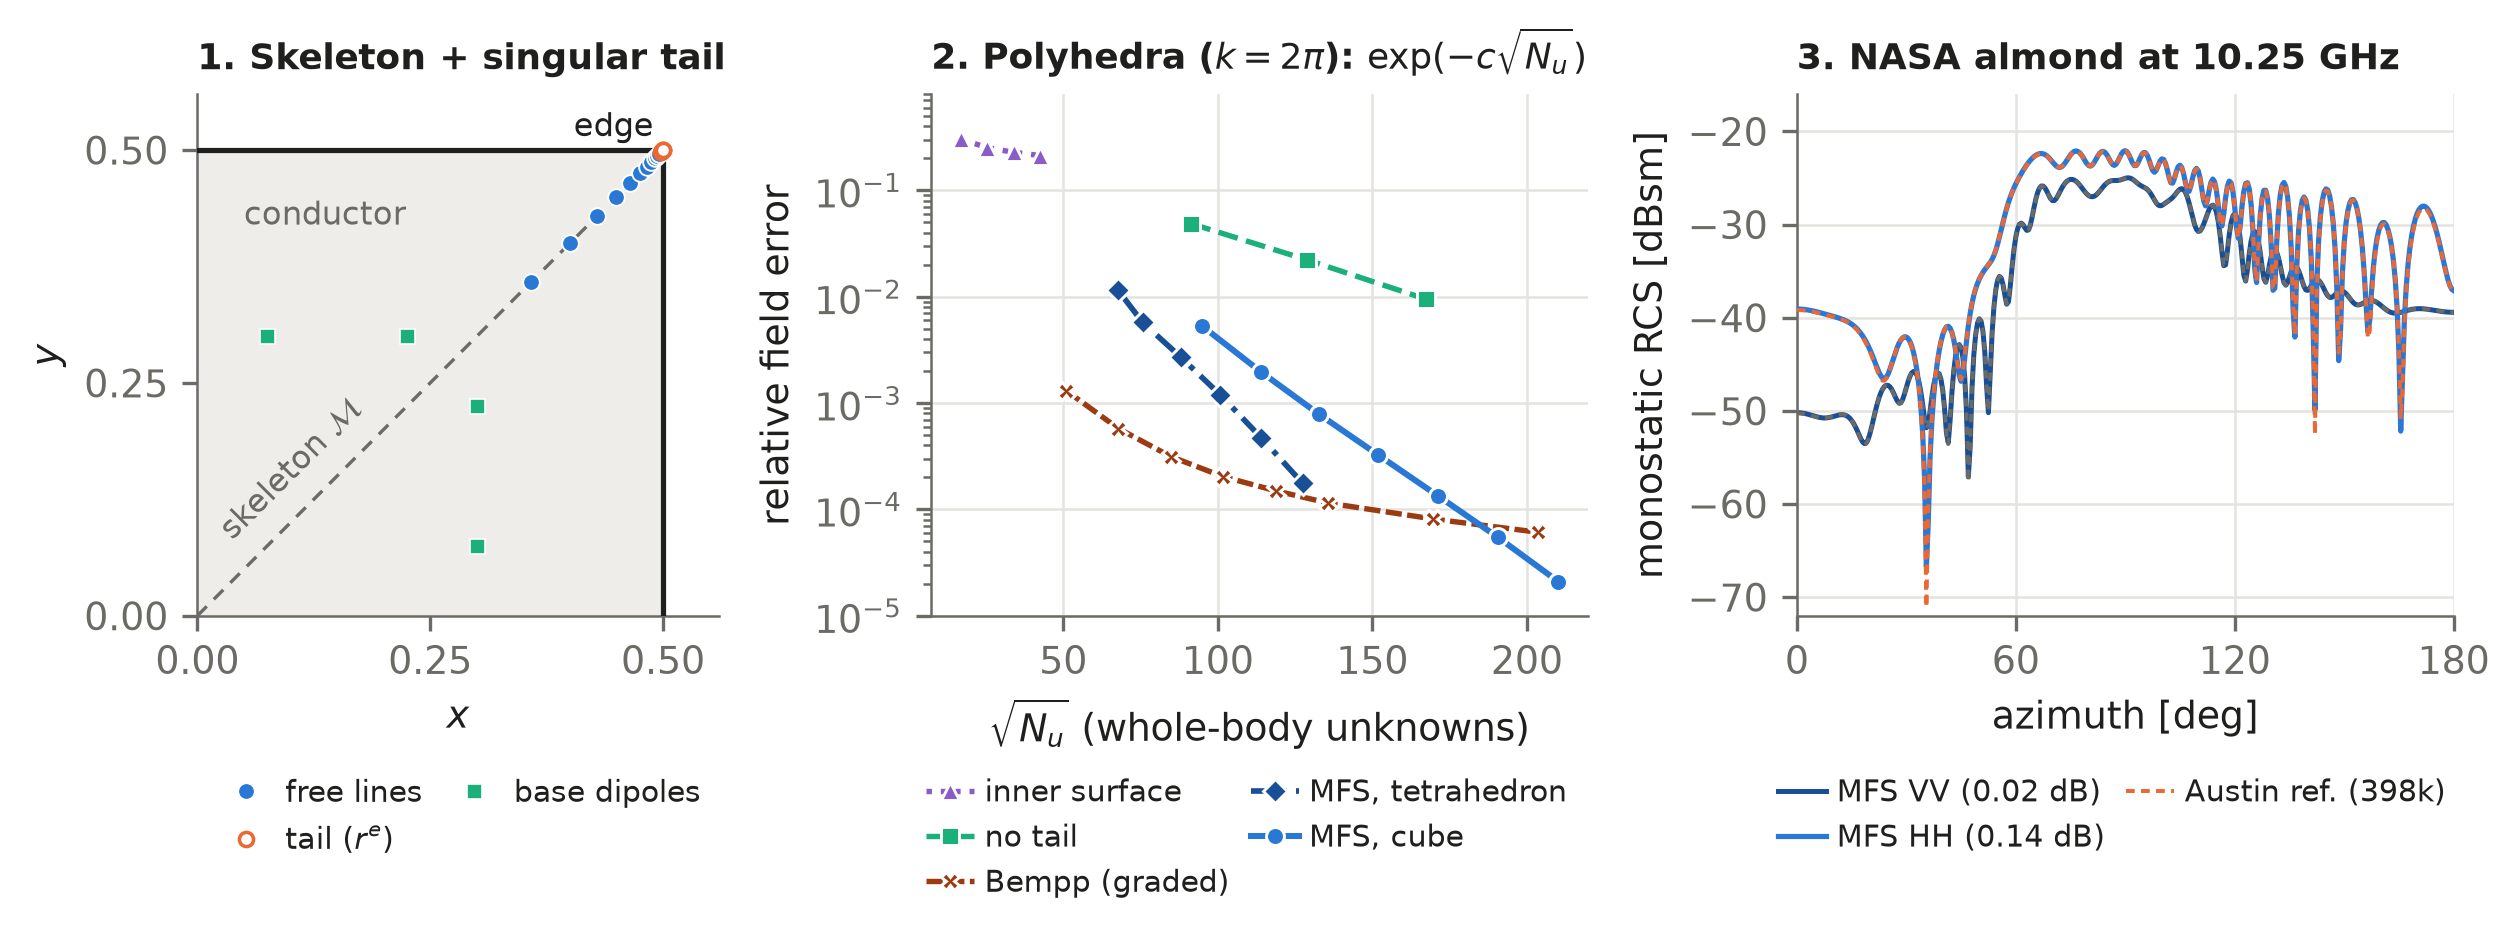 1. Skeleton + singular tail
edge
0.50
conductor
y
0.25
skeleton ℳ
0.00
0.00 0.25 0.50
x
free lines
base dipoles
tail (rᵉ)
2. Polyhedra (k = 2π): exp(−c√Nᵤ)
relative field error
10⁻¹
10⁻²
10⁻³
10⁻⁴
10⁻⁵
50 100 150 200
√Nᵤ (whole-body unknowns)
inner surface
MFS, tetrahedron
no tail
MFS, cube
Bempp (graded)
3. NASA almond at 10.25 GHz
monostatic RCS [dBsm]
−20
−30
−40
−50
−60
−70
0 60 120 180
azimuth [deg]
MFS VV (0.02 dB)
Austin ref. (398k)
MFS HH (0.14 dB)